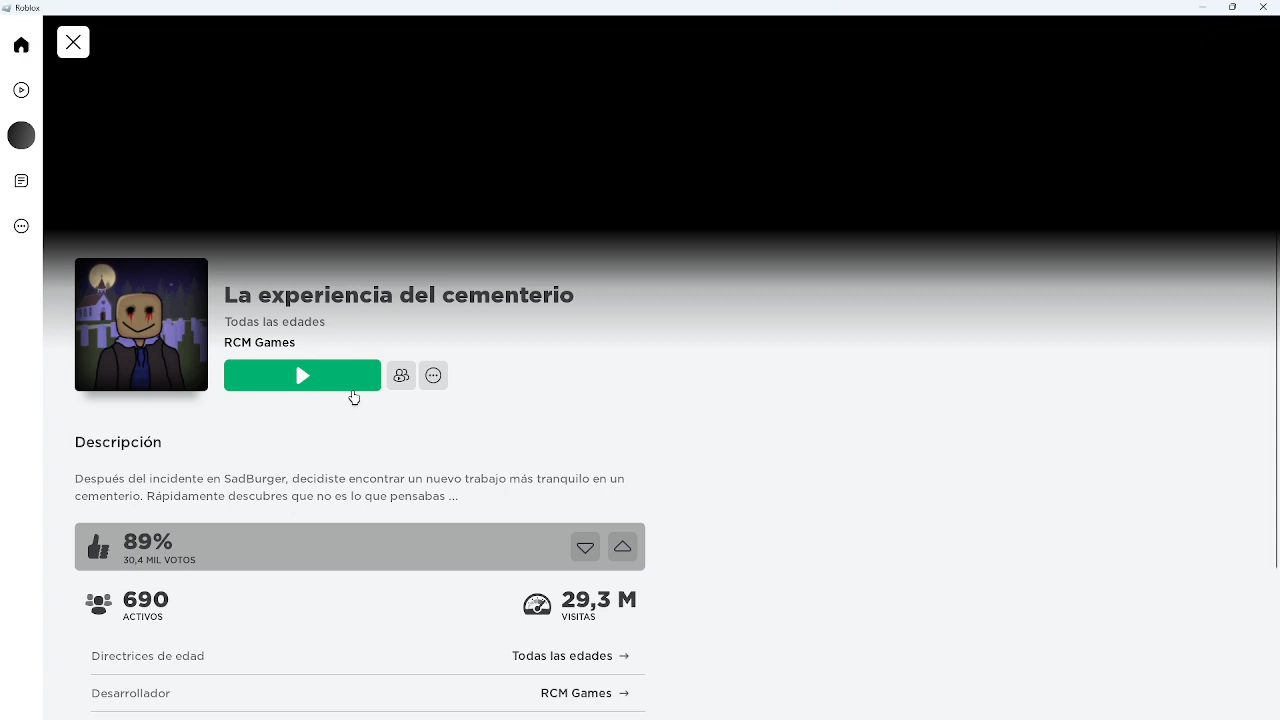 Roblox
La experiencia del cementerio
Todas las edades
RCM Games
Descripción
Después del incidente en SadBurger, decidiste encontrar un nuevo trabajo más tranquilo en un
cementerio. Rápidamente descubres que no es lo que pensabas ...
89%
30,4 MIL VOTOS
690
ACTIVOS
29,3 M
VISITAS
Directrices de edad
Todas las edades →
Desarrollador
RCM Games →